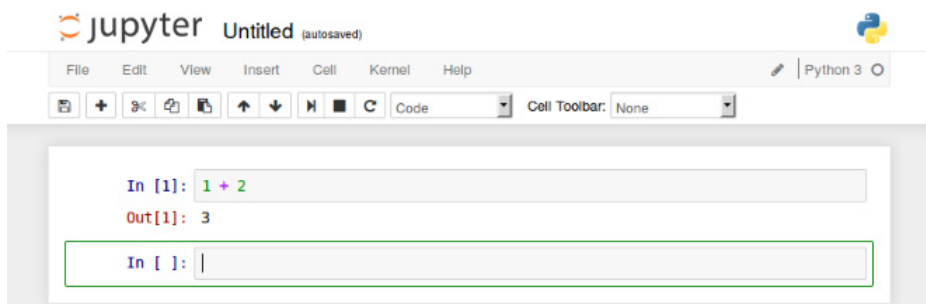 jupyter Untitled (autosaved)
File Edit View Insert Cell Kernel Help Python 3
Code Cell Toolbar: None
In [1]: 1 + 2
Out[1]: 3
In [ ]: